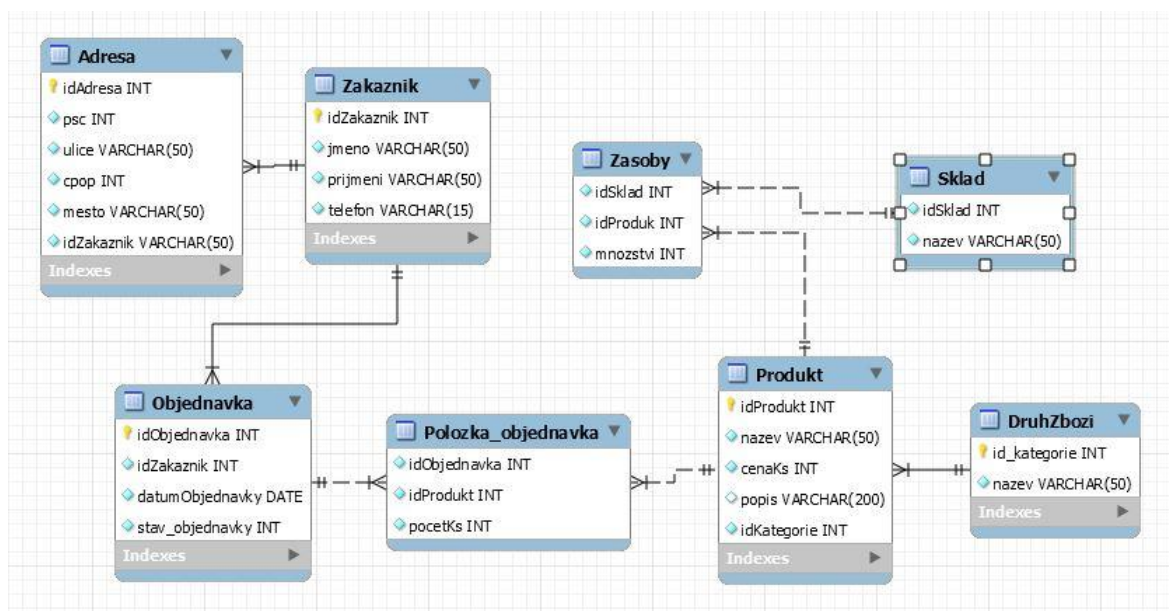 Adresa
idAdresa INT
psc INT
ulice VARCHAR(50)
cpop INT
mesto VARCHAR(50)
idZakaznik VARCHAR(50)
Indexes
Zakaznik
idZakaznik INT
jmeno VARCHAR(50)
prijmeni VARCHAR(50)
telefon VARCHAR(15)
Indexes
Zasoby
idSklad INT
idProduk INT
mnozstvi INT
Sklad
idSklad INT
nazev VARCHAR(50)
Objednavka
idObjednavka INT
idZakaznik INT
datumObjednavky DATE
stav_objednavky INT
Indexes
Polozka_objednavka
idObjednavka INT
idProdukt INT
pocetKs INT
Produkt
idProdukt INT
nazev VARCHAR(50)
cenaKs INT
popis VARCHAR(200)
idKategorie INT
Indexes
DruhZbozi
id_kategorie INT
nazev VARCHAR(50)
Indexes